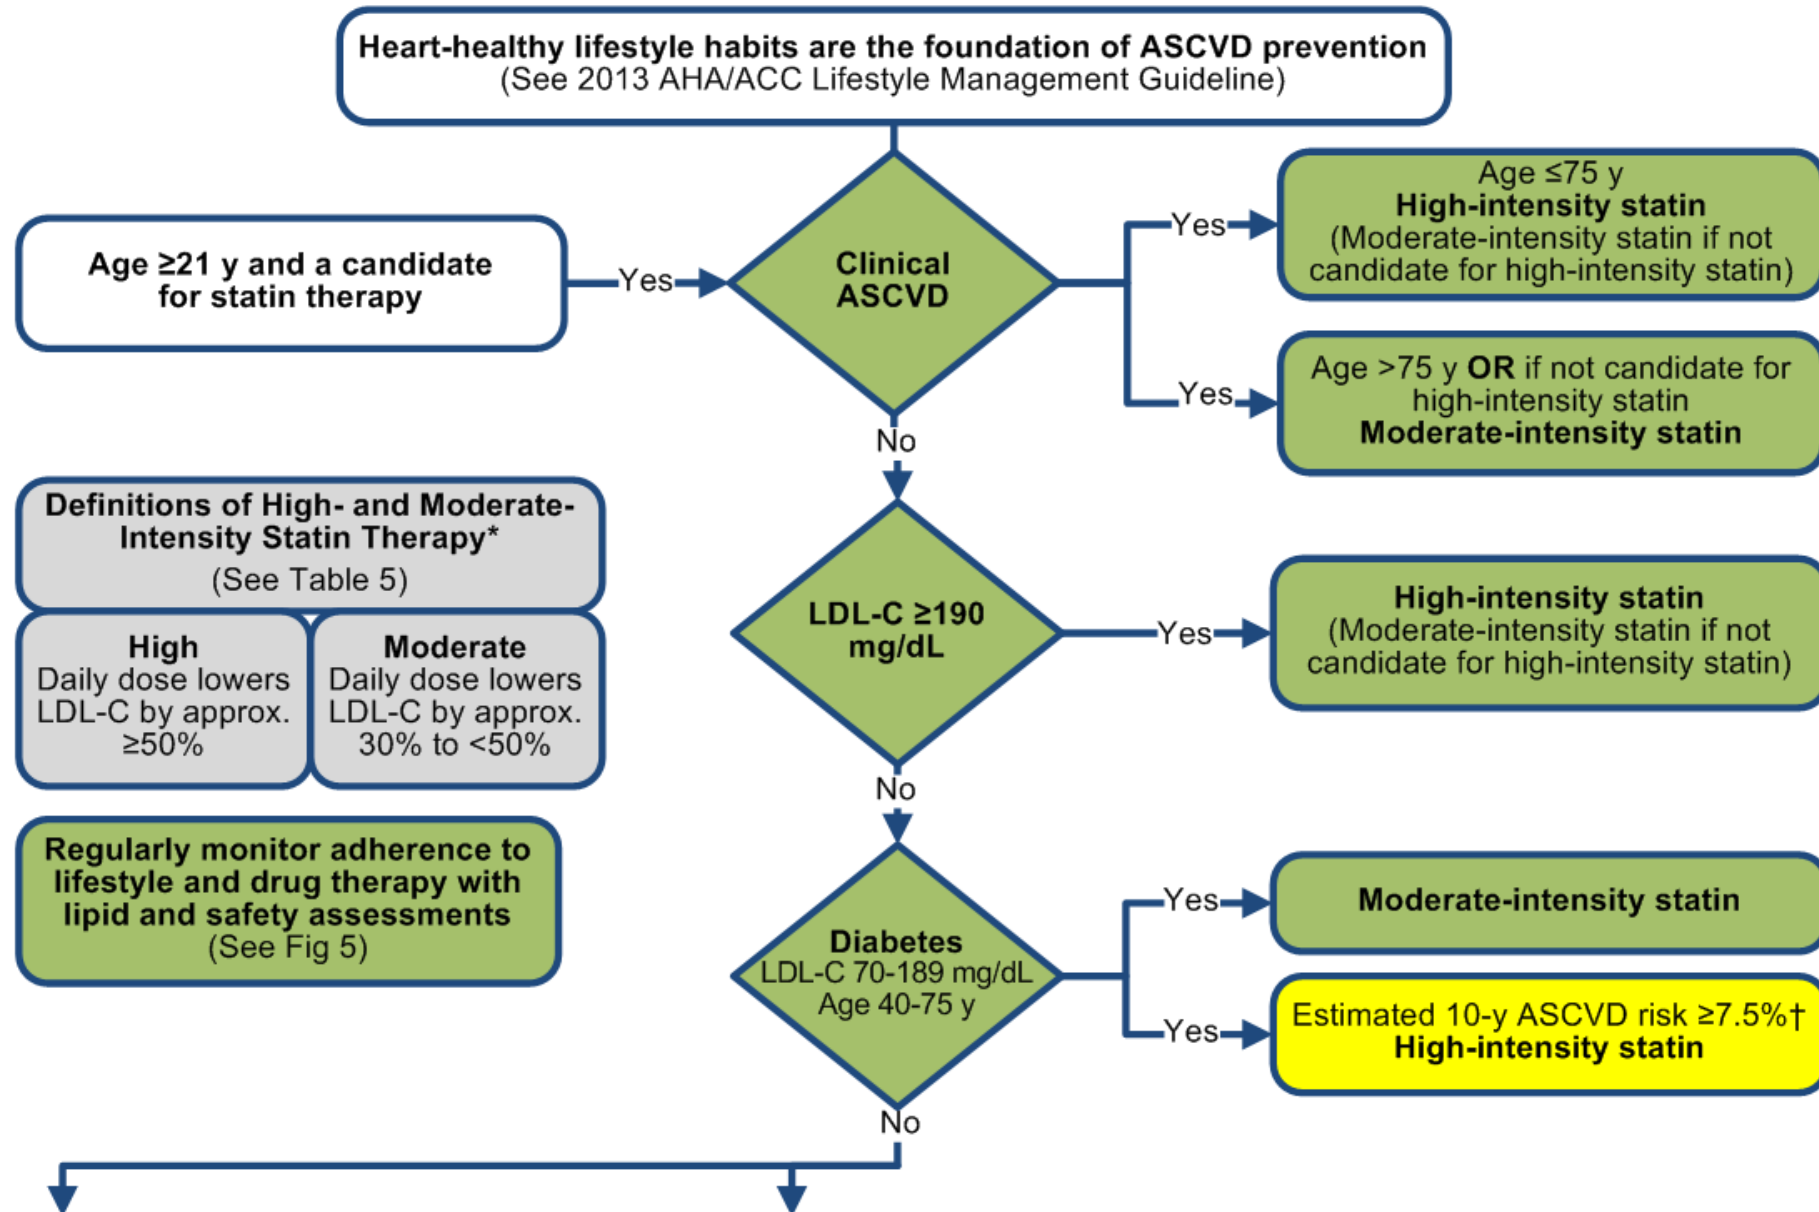 Heart-healthy lifestyle habits are the foundation of ASCVD prevention
(See 2013 AHA/ACC Lifestyle Management Guideline)
Age ≥21 y and a candidate
for statin therapy
Yes
Clinical
ASCVD
Yes
Age ≤75 y
High-intensity statin
(Moderate-intensity statin if not
candidate for high-intensity statin)
Yes
Age >75 y OR if not candidate for
high-intensity statin
Moderate-intensity statin
No
Definitions of High- and Moderate-
Intensity Statin Therapy*
(See Table 5)
High
Daily dose lowers
LDL-C by approx.
≥50%
Moderate
Daily dose lowers
LDL-C by approx.
30% to <50%
LDL-C ≥190
mg/dL
Yes
High-intensity statin
(Moderate-intensity statin if not
candidate for high-intensity statin)
No
Regularly monitor adherence to
lifestyle and drug therapy with
lipid and safety assessments
(See Fig 5)
Diabetes
LDL-C 70-189 mg/dL
Age 40-75 y
Yes
Moderate-intensity statin
Yes
Estimated 10-y ASCVD risk ≥7.5%†
High-intensity statin
No